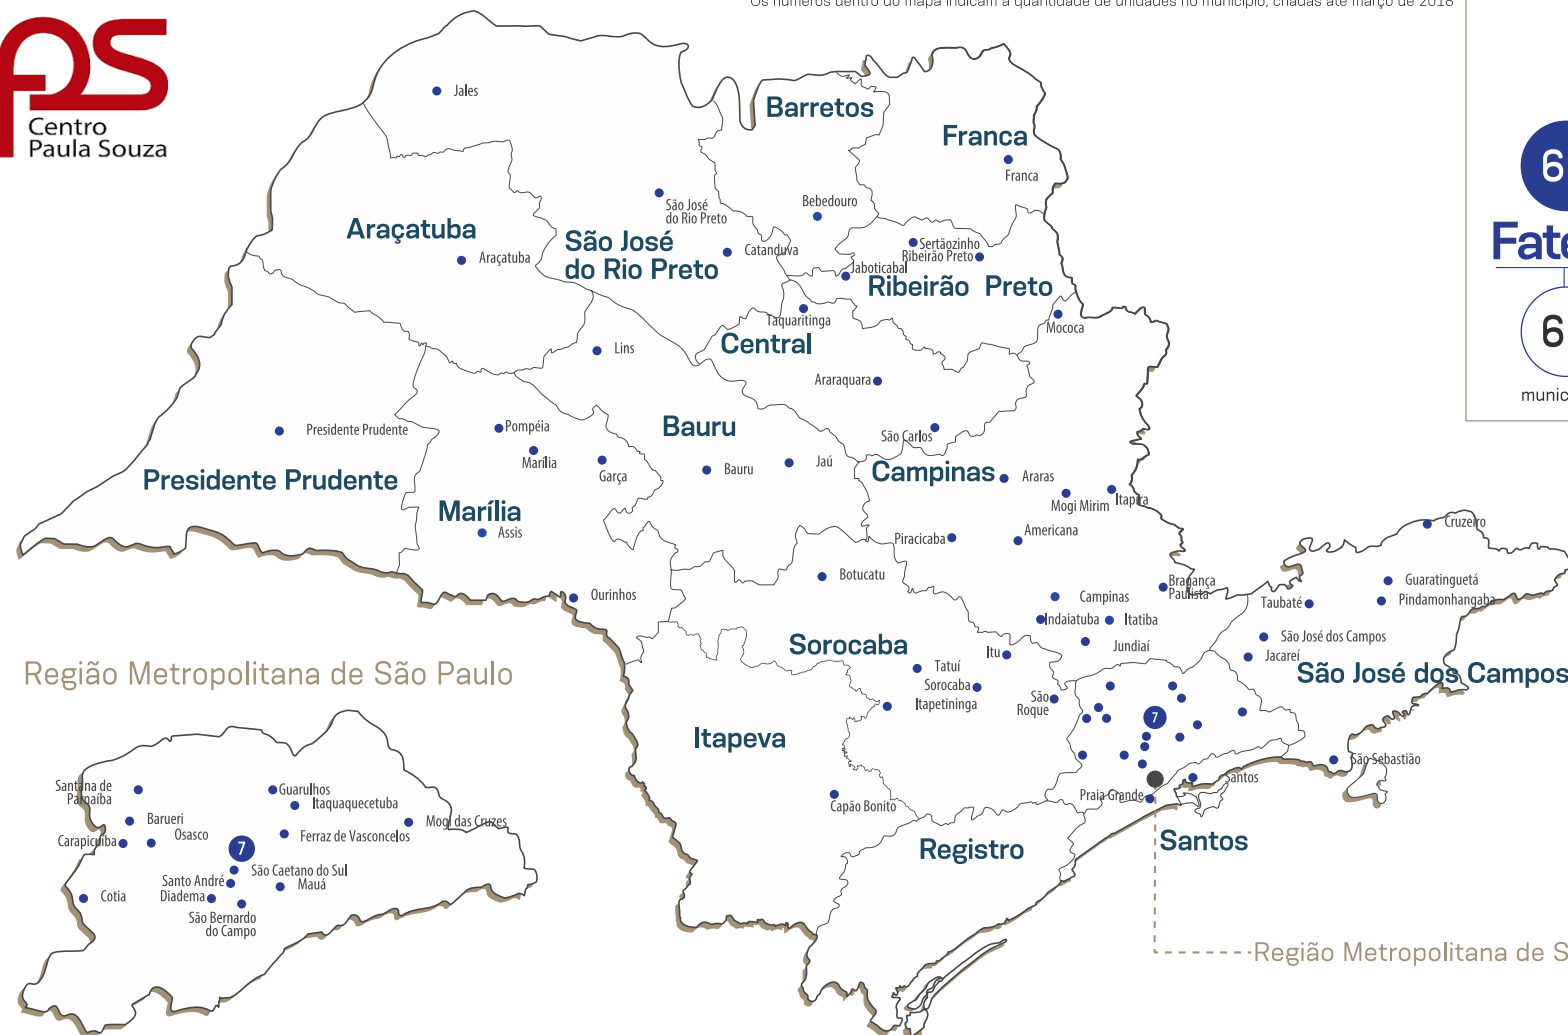 Os números dentro do mapa indicam a quantidade de unidades no município, criadas até março de 2018
Centro
Paula Souza
6
Fate
6
munic
Jales
Barretos
Franca
Franca
São José
do Rio Preto
Bebedouro
Araçatuba
Araçatuba
São José
do Rio Preto
Catanduva
Sertãozinho
Ribeirão Preto
Jaboticabal
Ribeirão Preto
Taquaritinga
Mococa
Central
Lins
Araraquara
São Carlos
Presidente Prudente
Presidente Prudente
Pompéia
Marília
Garça
Marília
Assis
Bauru
Bauru
Jaú
Campinas
Araras
Mogi Mirim
Itapira
Piracicaba
Americana
Cruzeiro
Botucatu
Ourinhos
Campinas
Bragança
Paulista
Indaiatuba
Itatiba
Jundiaí
Guaratinguetá
Pindamonhangaba
Taubaté
São José dos Campos
Jacareí
São José dos Campos
Sorocaba
Itu
Tatuí
Sorocaba
Itapetininga
São
Roque
7
Itapeva
Capão Bonito
São Sebastião
Santos
Praia Grande
Santos
Registro
Região Metropolitana de S
Região Metropolitana de São Paulo
Santana de
Parnaíba
Guarulhos
Itaquaquecetuba
Barueri
Osasco
Carapicuíba
Mogi das Cruzes
Ferraz de Vasconcelos
7
São Caetano do Sul
Santo André
Mauá
Diadema
Cotia
São Bernardo
do Campo